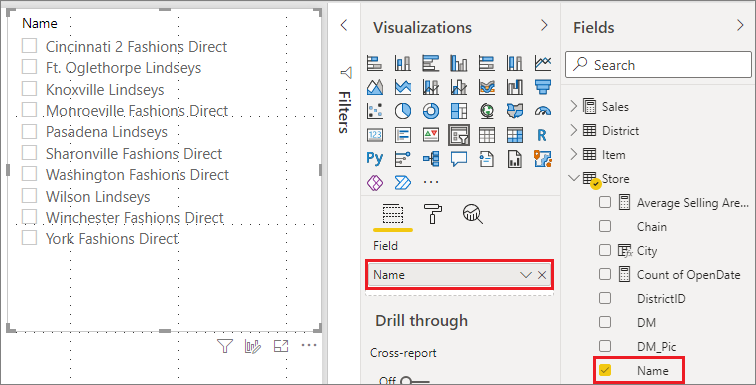 Name
Cincinnati 2 Fashions Direct
Ft. Oglethorpe Lindseys
Knoxville Lindseys
Monroeville Fashions Direct
Pasadena Lindseys
Sharonville Fashions Direct
Washington Fashions Direct
Wilson Lindseys
Winchester Fashions Direct
York Fashions Direct
Filters
Visualizations
123
R
Py
Field
Name
Drill through
Cross-report
Off
Fields
Search
Sales
District
Item
Store
Average Selling Are...
Chain
City
Count of OpenDate
DistrictID
DM
DM_Pic
Name